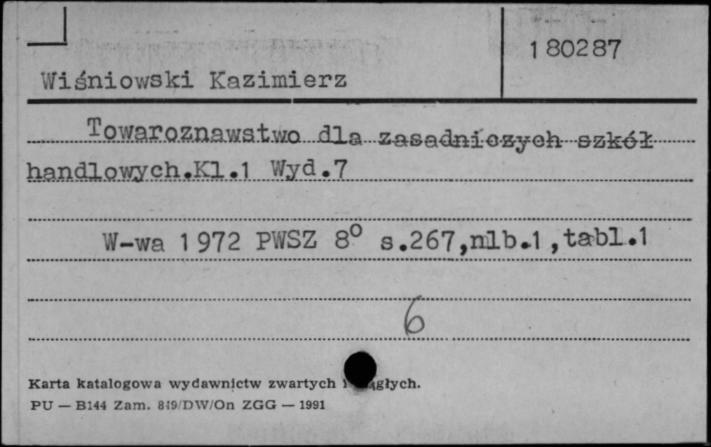 180287
Wiśniowski Kazimierz
Towaroznawstwo dla zasadniczych szkół
handlowych.Kl.1 Wyd.7
W-wa 1972 PWSZ 8° s.267,nlb.1,tabl.1
6
Karta katalogowa wydawnictw zwartych i
PU — B144 Zam. 819/DW/On ZGG — 1991